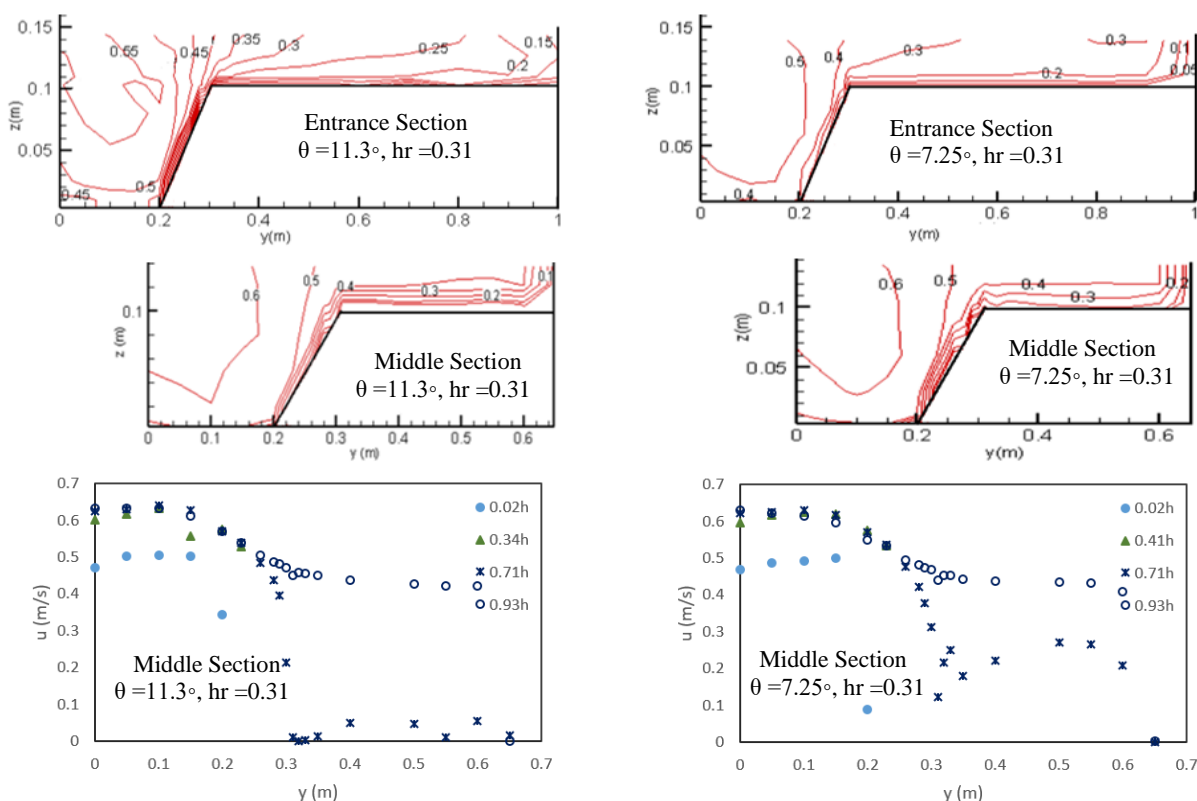 0.15
0.1
0.05
z(m)
0.55
0.45
0.35
0.3
0.25
0.15
0.2
0.5
0.45
Entrance Section
θ =11.3◦, hr =0.31
0 0.2 0.4 0.6 0.8 1
y(m)
0.15
0.1
0.05
z(m)
0.5
0.4
0.3
0.3
0.1
0.2
0.05
0.4
Entrance Section
θ =7.25◦, hr =0.31
0 0.2 0.4 0.6 0.8 1
y(m)
0.1
z (m)
0.6
0.5
0.4
0.3
0.2
0.1
Middle Section
θ =11.3◦, hr =0.31
0 0.1 0.2 0.3 0.4 0.5 0.6
y (m)
0.1
0.05
z(m)
0.6
0.5
0.4
0.3
0.2
Middle Section
θ =7.25◦, hr =0.31
0 0.2 0.4 0.6
y (m)
0.7
0.6
0.5
0.4
0.3
0.2
0.1
0
u (m/s)
0.02h
0.34h
0.71h
0.93h
Middle Section
θ =11.3◦, hr =0.31
0 0.1 0.2 0.3 0.4 0.5 0.6 0.7
y (m)
0.7
0.6
0.5
0.4
0.3
0.2
0.1
0
u (m/s)
0.02h
0.41h
0.71h
0.93h
Middle Section
θ =7.25◦, hr =0.31
0 0.1 0.2 0.3 0.4 0.5 0.6 0.7
y (m)